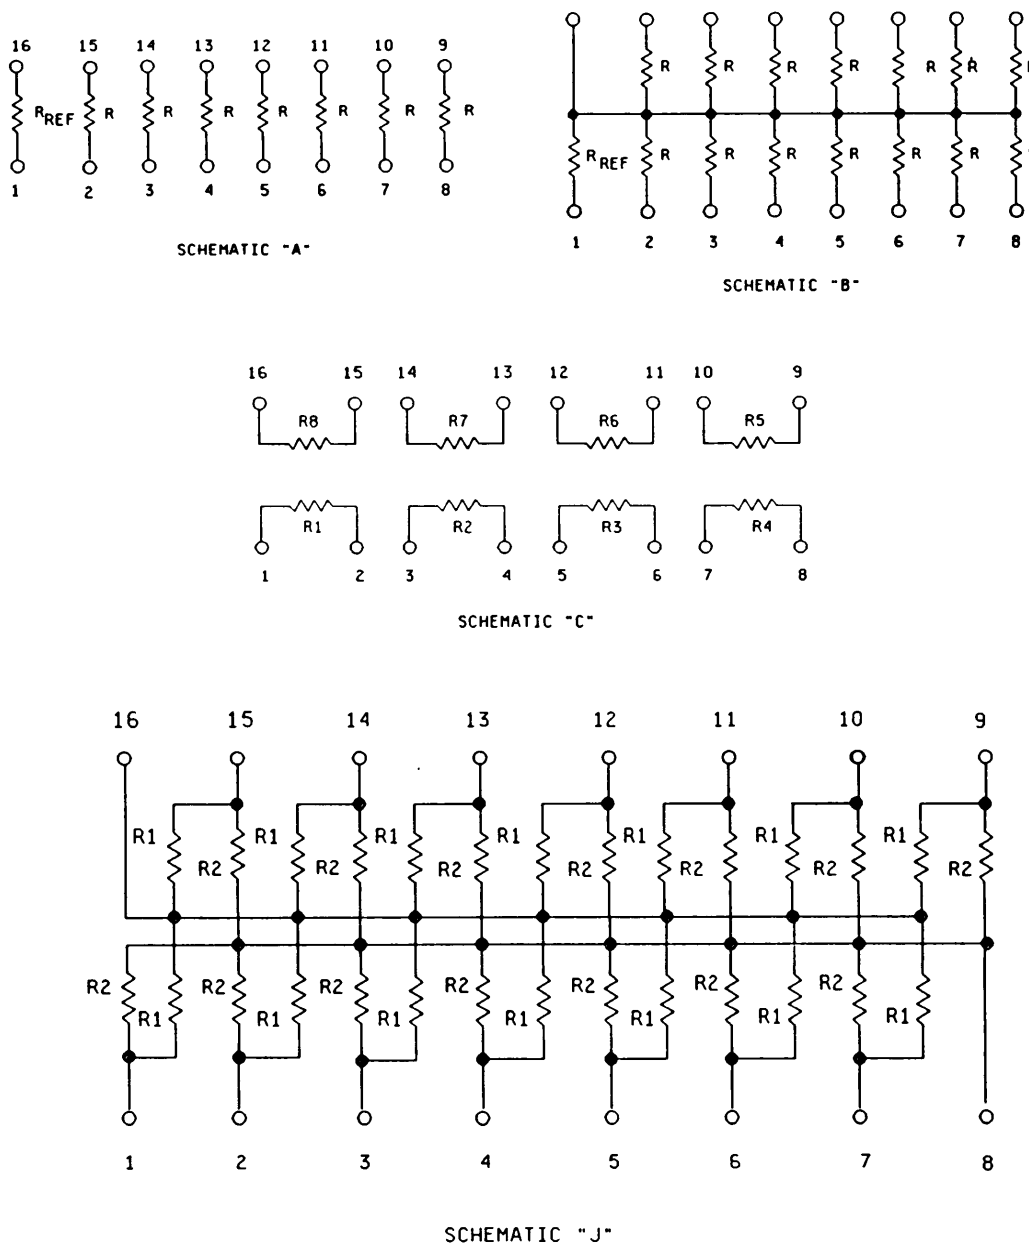 16 15 14 13 12 11 10 9
RREF R R R R R R R
1 2 3 4 5 6 7 8
SCHEMATIC "A"
R R R R R R
RREF R R R R R R
1 2 3 4 5 6 7 8
SCHEMATIC "B"
16 15 14 13 12 11 10 9
R8 R7 R6 R5
R1 R2 R3 R4
1 2 3 4 5 6 7 8
SCHEMATIC "C"
16 15 14 13 12 11 10 9
R1 R1 R1 R1 R1 R1 R1
R2 R2 R2 R2 R2 R2 R2
R2 R2 R2 R2 R2 R2 R2
R1 R1 R1 R1 R1 R1 R1
1 2 3 4 5 6 7 8
SCHEMATIC "J"